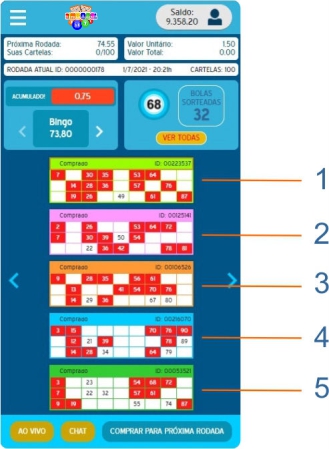 Saldo:
9.358.20
Próxima Rodada: 74:55
Suas Cartelas: 0/100
Valor Unitário: 1.50
Valor Total: 0.00
RODADA ATUAL ID: 0000000178 1/7/2021 - 20:21h CARTELAS: 100
ACUMULADO! 0,75
Bingo
73,80
68
BOLAS
SORTEADAS
32
VER TODAS
Comprado ID: 00223537
7 30 35 53 64
14 28 36 57 76
19 26 49 61 87
1
Comprado ID: 00125141
2 26 53 64 72
7 30 39 50 54
22 36 42 78 81
2
Comprado ID: 00106526
9 28 35 56 61
13 41 54 70 76
14 29 36 67 80
3
Comprado ID: 00216070
3 15 70 76 90
12 21 39 78 89
14 28 34 64 79
4
Comprado ID: 00053521
3 23 54 68 72
7 22 32 57 61
9 19 55 74 87
5
AO VIVO CHAT COMPRAR PARA PRÓXIMA RODADA